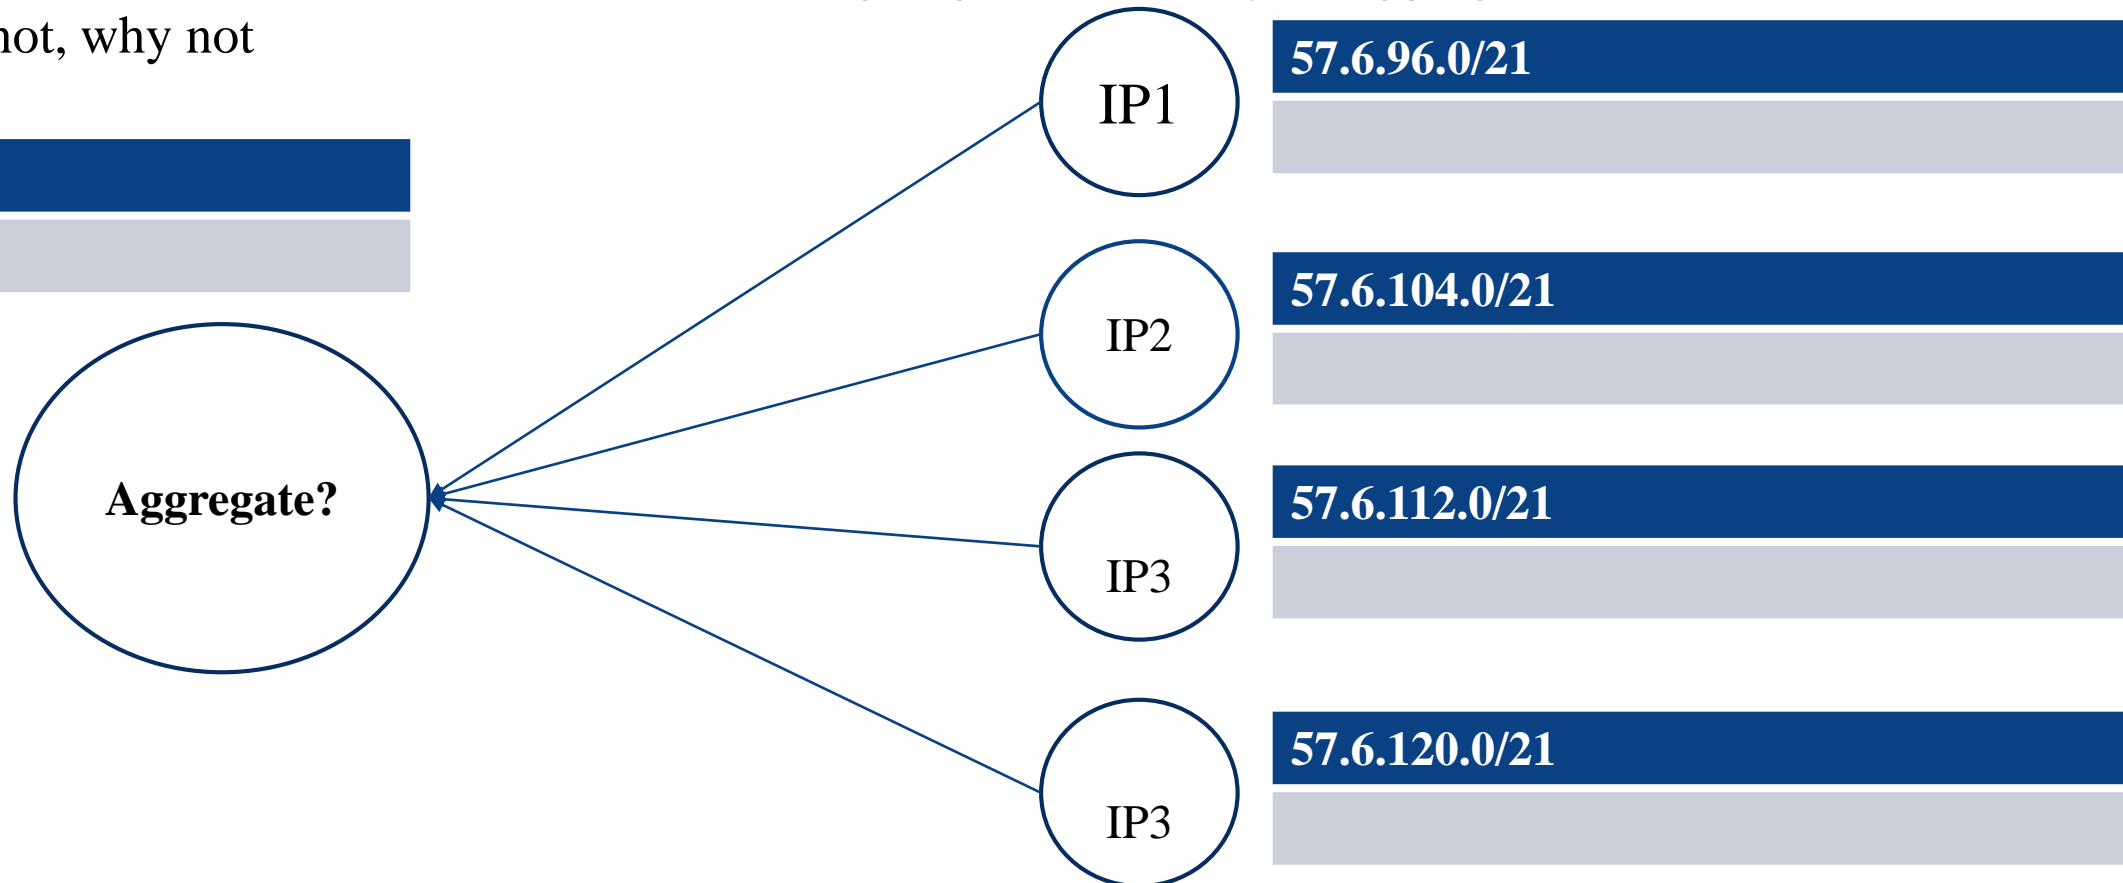 not, why not
IP1
57.6.96.0/21
IP2
57.6.104.0/21
Aggregate?
IP3
57.6.112.0/21
IP3
57.6.120.0/21